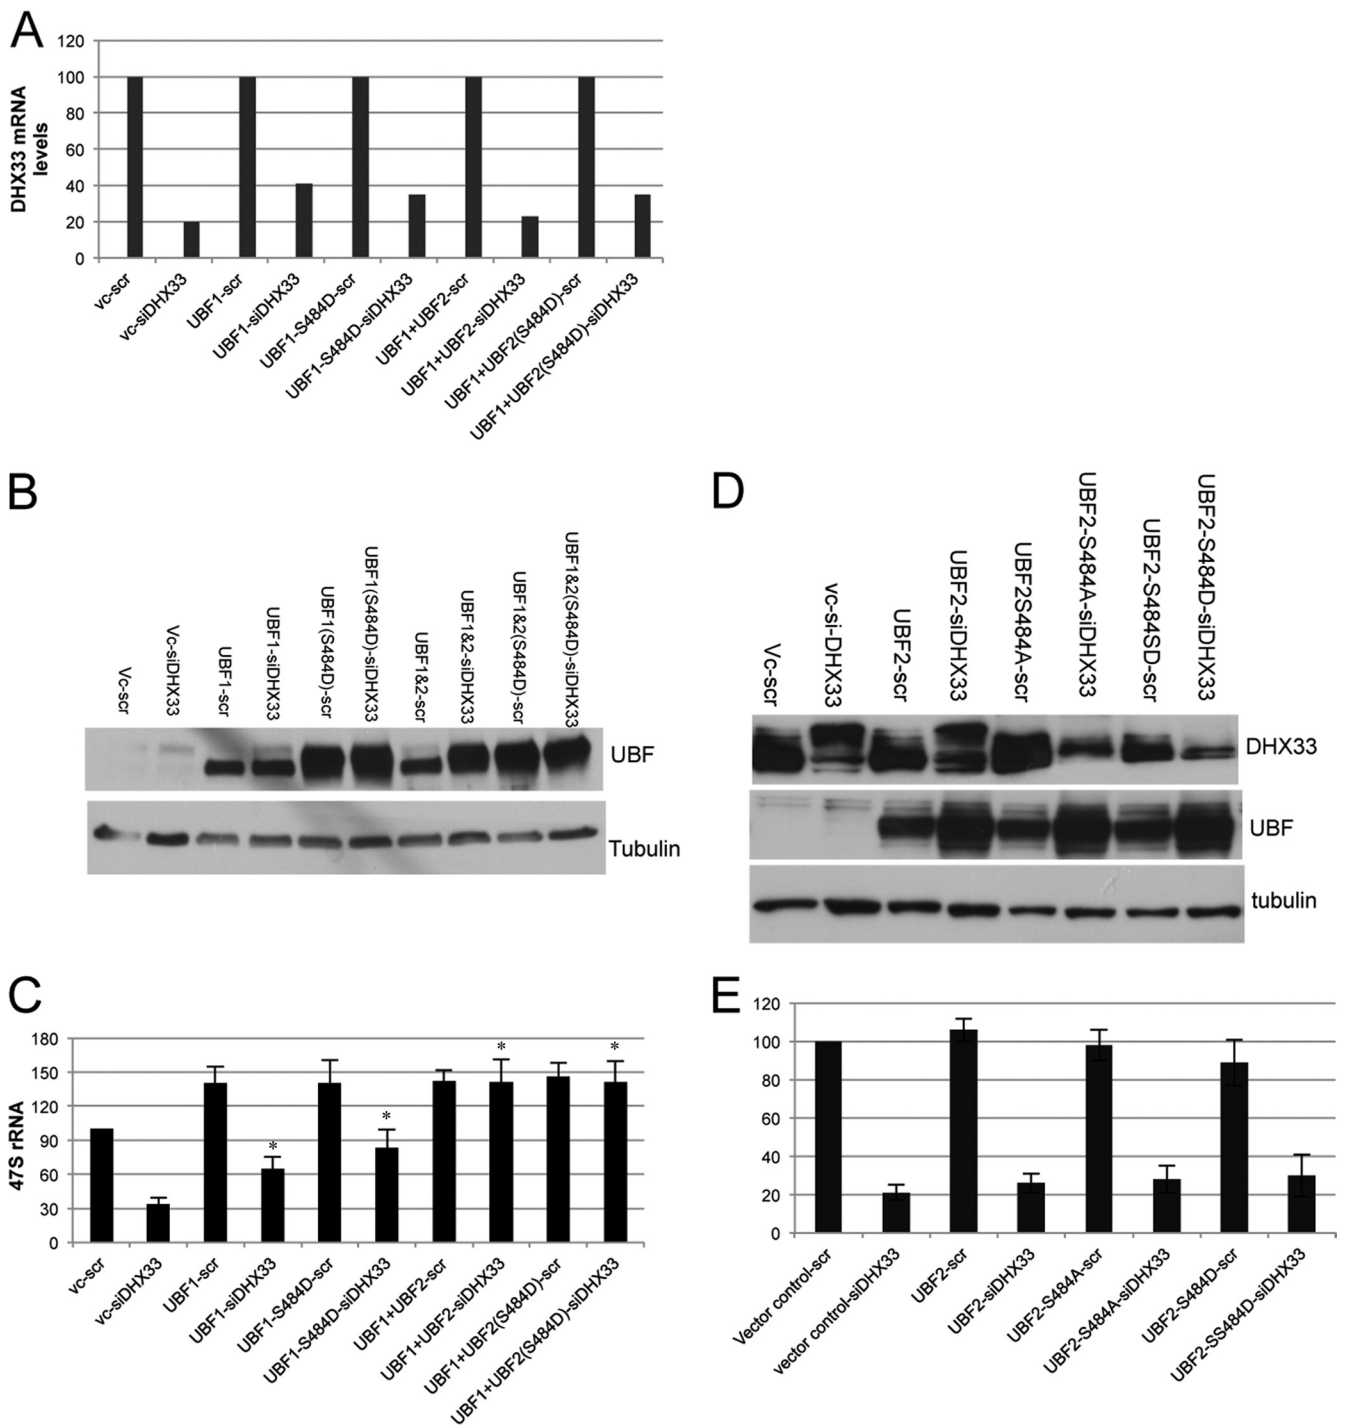 A
120
100
80
60
40
20
0
DHX33 mRNA
levels
vc-scr
vc-siDHX33
UBF1-scr
UBF1-siDHX33
UBF1-S484D-scr
UBF1-S484D-siDHX33
UBF1+UBF2-scr
UBF1+UBF2-siDHX33
UBF1+UBF2(S484D)-scr
UBF1+UBF2(S484D)-siDHX33
B
Vc-scr
Vc-siDHX33
UBF1-scr
UBF1-siDHX33
UBF1(S484D)-scr
UBF1(S484D)-siDHX33
UBF1&2-scr
UBF1&2-siDHX33
UBF1&2(S484D)-scr
UBF1&2(S484D)-siDHX33
UBF
Tubulin
D
Vc-scr
vc-si-DHX33
UBF2-scr
UBF2-siDHX33
UBF2S484A-scr
UBF2-S484A-siDHX33
UBF2-S484SD-scr
UBF2-S484D-siDHX33
DHX33
UBF
tubulin
C
180
150
120
90
60
30
0
47S rRNA
*
*
*
*
vc-scr
vc-siDHX33
UBF1-scr
UBF1-siDHX33
UBF1-S484D-scr
UBF1-S484D-siDHX33
UBF1+UBF2-scr
UBF1+UBF2-siDHX33
UBF1+UBF2(S484D)-scr
UBF1+UBF2(S484D)-siDHX33
E
120
100
80
60
40
20
0
Vector control-scr
vector control-siDHX33
UBF2-scr
UBF2-siDHX33
UBF2-S484A-scr
UBF2-S484A-siDHX33
UBF2-S484D-scr
UBF2-SS484D-siDHX33